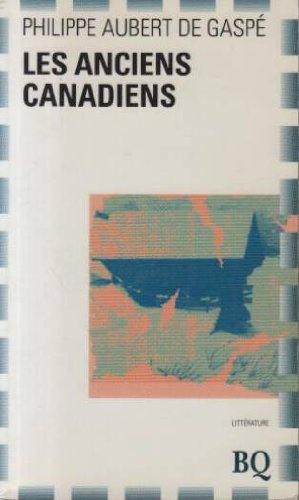 PHILIPPE AUBERT DE GASPÉ
LES ANCIENS
CANADIENS
LITTÉRATURE
BQ